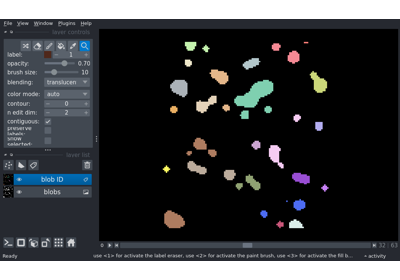 File View Window Plugins Help
layer controls
label: 1
opacity: 0.70
brush size: 10
blending: translucen
color mode: auto
contour: 0
n edit dim: 2
contiguous: ✓
preserve labels:
show selected:
layer list
blob ID
blobs
32 63
Ready
use <1> for activate the label eraser, use <2> for activate the paint brush, use <3> for activate the fill b...
activity